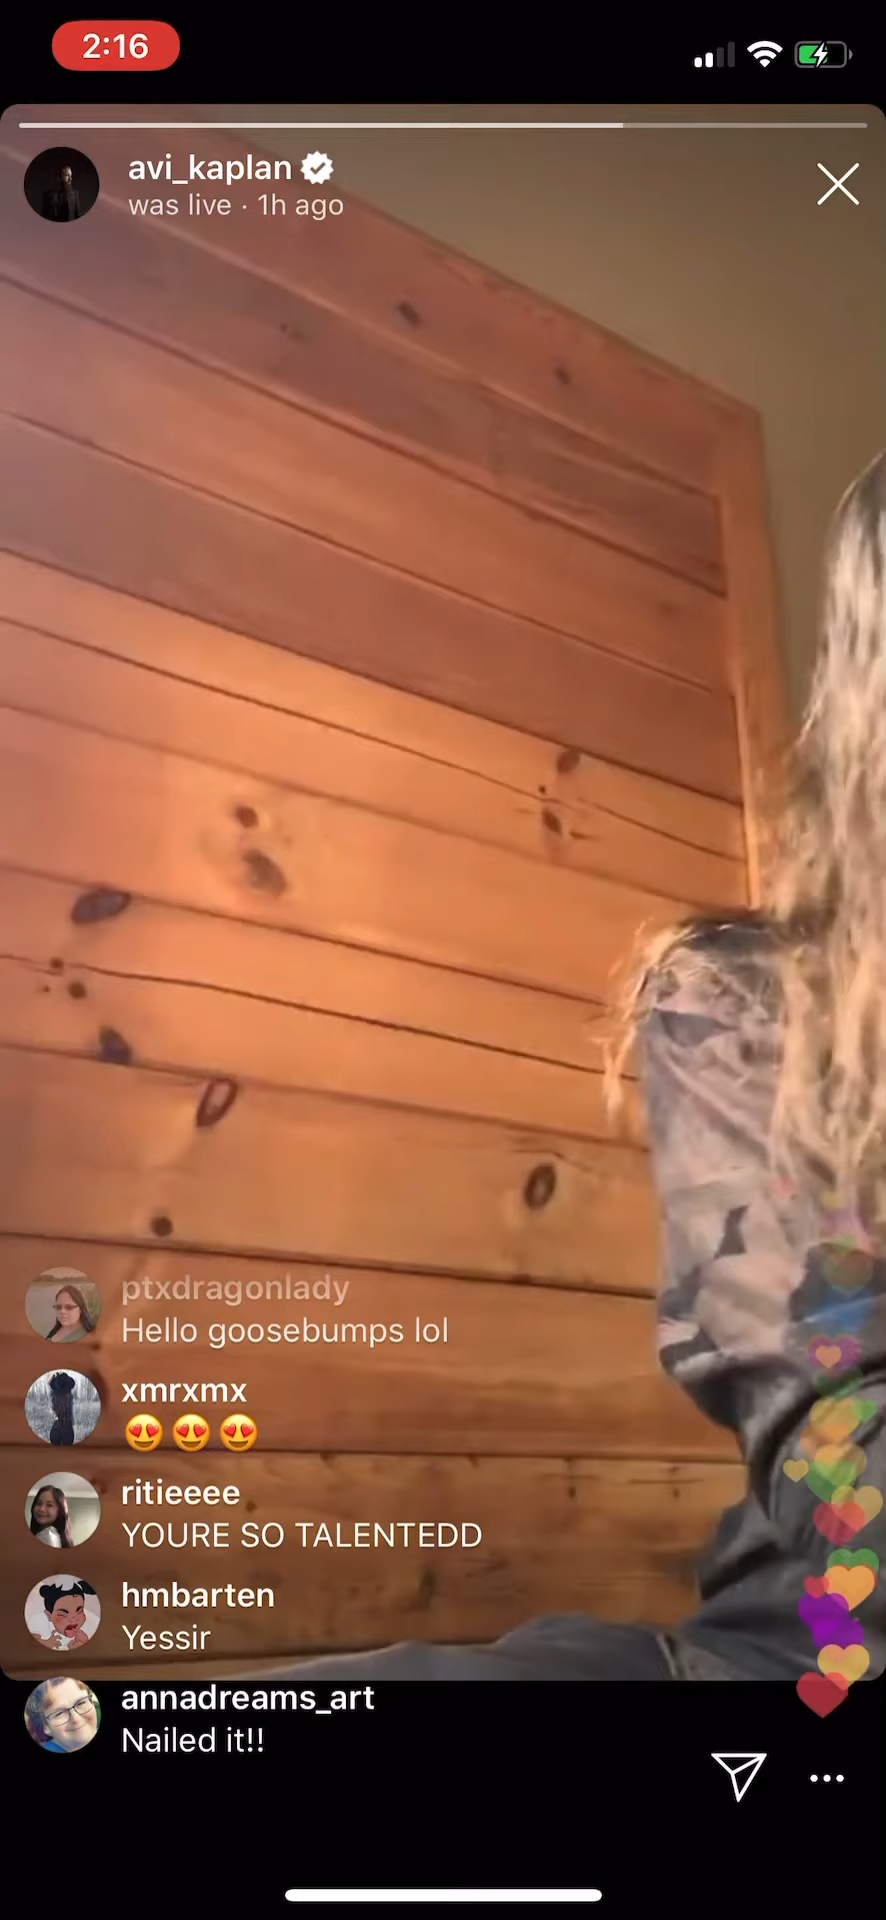 2:16
avi_kaplan
was live · 1h ago
ptxdragonlady
Hello goosebumps lol
xmrxmx
😍 😍 😍
ritieeee
YOURE SO TALENTEDD
hmbarten
Yessir
annadreams_art
Nailed it!!